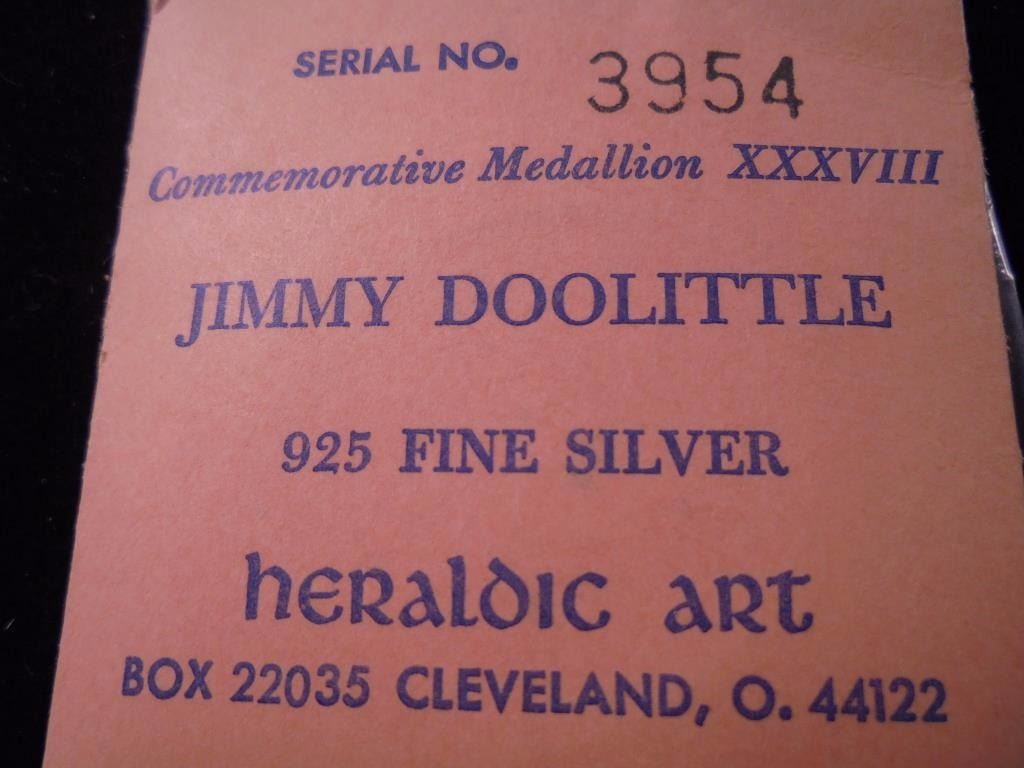 SERIAL NO. 3954
Commemorative Medallion XXXVIII
JIMMY DOOLITTLE
925 FINE SILVER
heraldic art
BOX 22035 CLEVELAND, O. 44122